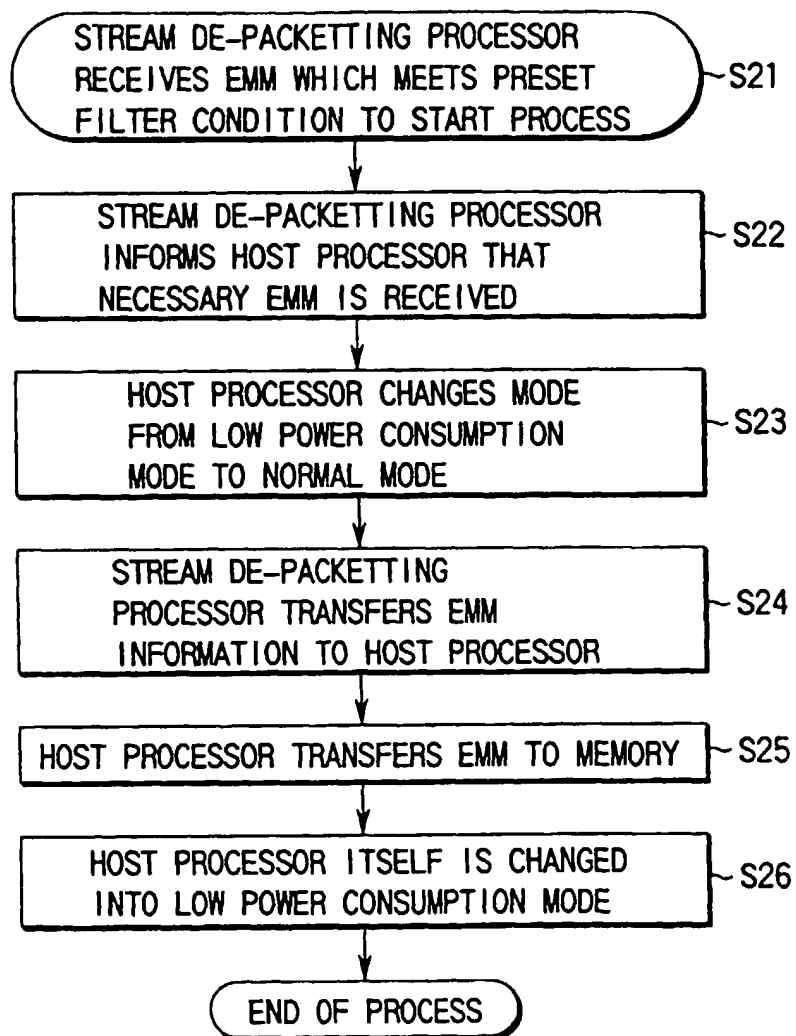 STREAM DE-PACKETTING PROCESSOR
RECEIVES EMM WHICH MEETS PRESET
FILTER CONDITION TO START PROCESS
S21
STREAM DE-PACKETTING PROCESSOR
INFORMS HOST PROCESSOR THAT
NECESSARY EMM IS RECEIVED
S22
HOST PROCESSOR CHANGES MODE
FROM LOW POWER CONSUMPTION
MODE TO NORMAL MODE
S23
STREAM DE-PACKETTING
PROCESSOR TRANSFERS EMM
INFORMATION TO HOST PROCESSOR
S24
HOST PROCESSOR TRANSFERS EMM TO MEMORY
S25
HOST PROCESSOR ITSELF IS CHANGED
INTO LOW POWER CONSUMPTION MODE
S26
END OF PROCESS